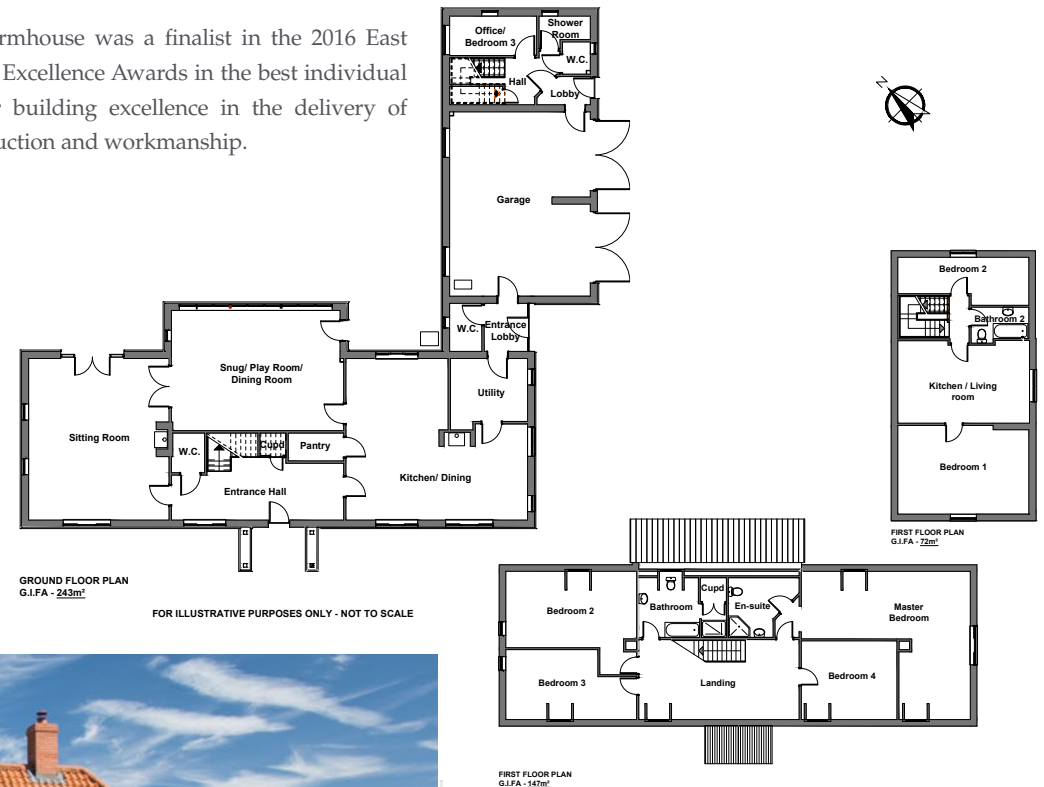 rmhouse was a finalist in the 2016 East
Excellence Awards in the best individual
building excellence in the delivery of
uction and workmanship.
Office/
Bedroom 3
Shower
Room
W.C.
Hall
Lobby
Garage
W.C.
Entrance
Lobby
Snug/ Play Room/
Dining Room
Utility
Sitting Room
W.C.
Cupd
Pantry
Kitchen/ Dining
Entrance Hall
GROUND FLOOR PLAN
G.I.FA - 243m²
FOR ILLUSTRATIVE PURPOSES ONLY - NOT TO SCALE
N
Bedroom 2
Bathroom 2
Kitchen / Living
room
Bedroom 1
FIRST FLOOR PLAN
G.I.FA - 72m²
Bedroom 2
Bathroom
Cupd
En-suite
Master
Bedroom
Bedroom 3
Landing
Bedroom 4
FIRST FLOOR PLAN
G.I.FA - 147m²